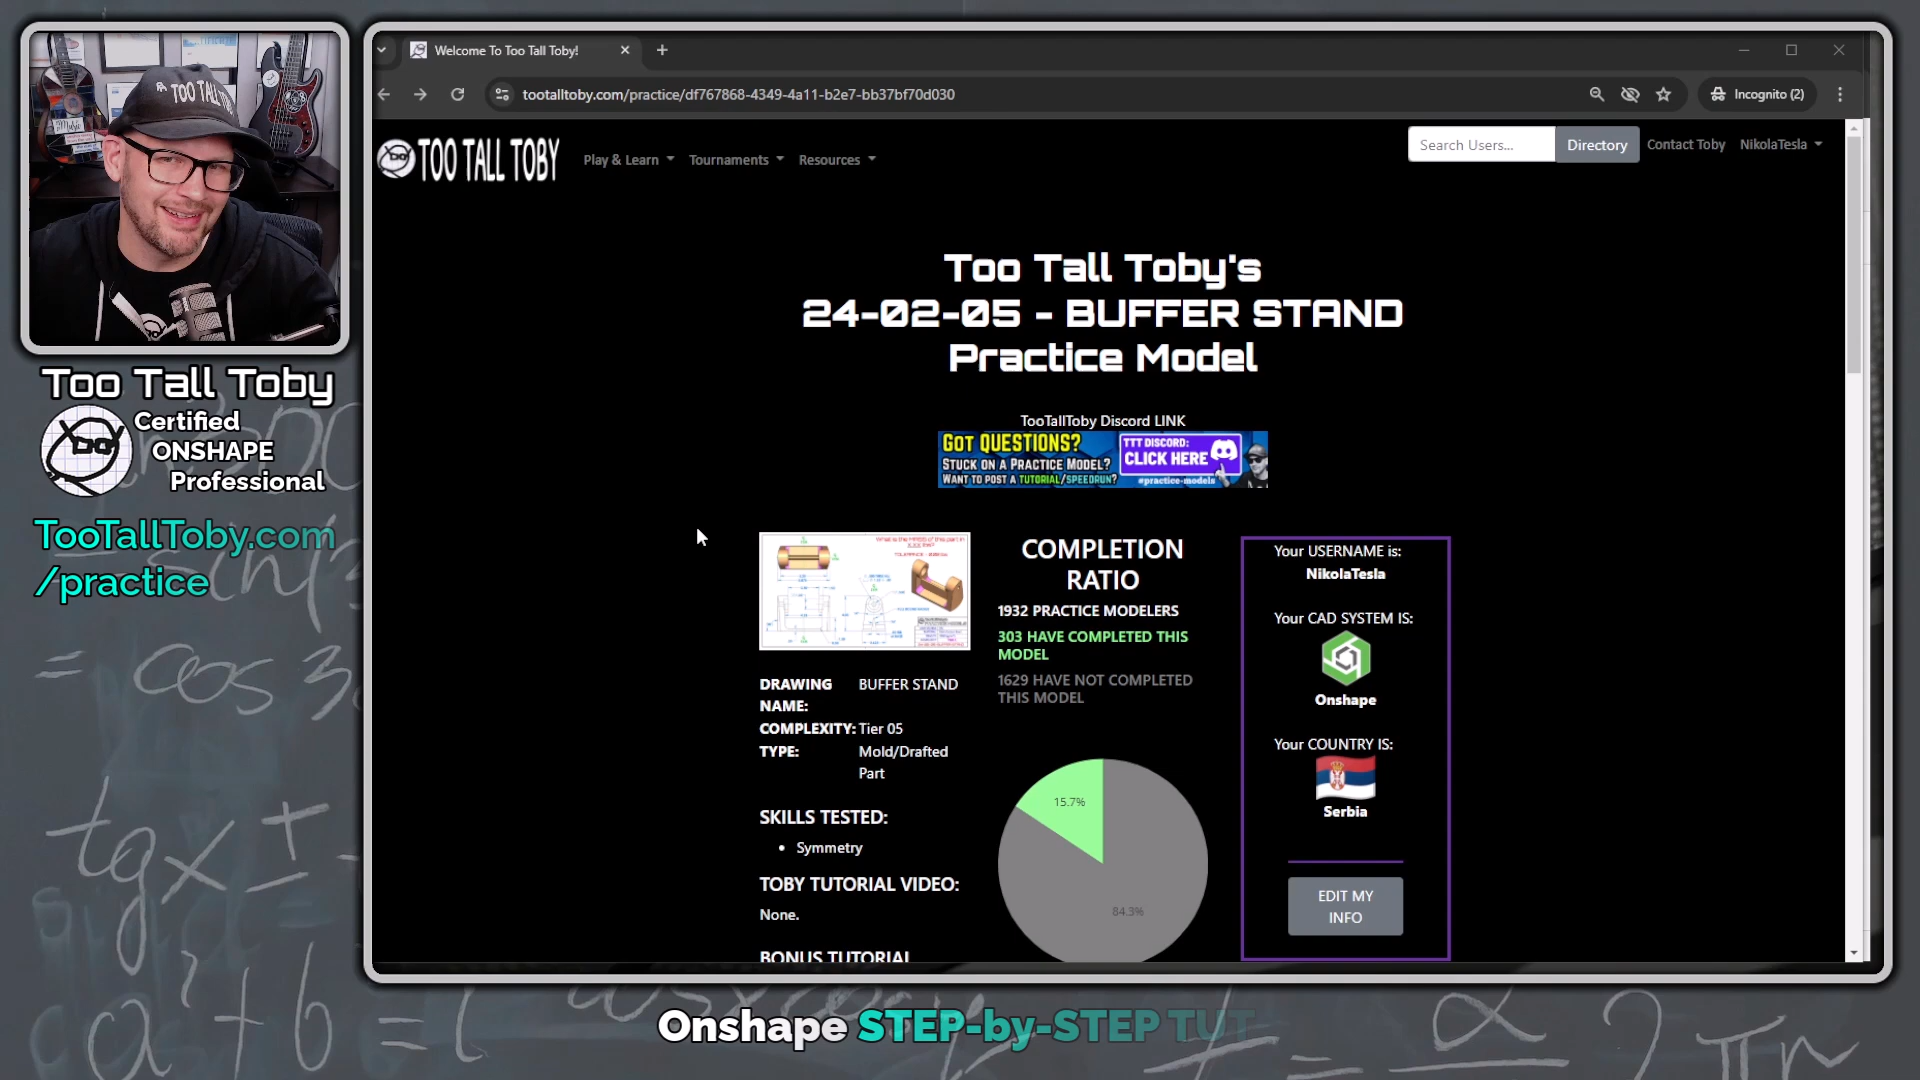 Welcome To Too Tall Toby!
tootalltoby.com/practice/df767868-4349-4a11-b2e7-bb37bf70d030
Incognito (2)
TOO TALL TOBY
Play & Learn
Tournaments
Resources
Search Users...
Directory
Contact Toby
NikolaTesla
Too Tall Toby's
24-02-05 - BUFFER STAND
Practice Model
TooTallToby Discord LINK
GOT QUESTIONS?
STUCK ON A PRACTICE MODEL?
WANT TO POST A TUTORIAL/SPEEDRUN?
TTT DISCORD:
CLICK HERE
#practice-models
DRAWING NAME: BUFFER STAND
COMPLEXITY: Tier 05
TYPE: Mold/Drafted Part
SKILLS TESTED:
Symmetry
TOBY TUTORIAL VIDEO:
None.
BONUS TUTORIAL
COMPLETION
RATIO
1932 PRACTICE MODELERS
303 HAVE COMPLETED THIS
MODEL
1629 HAVE NOT COMPLETED
THIS MODEL
15.7%
84.3%
Your USERNAME is:
NikolaTesla
Your CAD SYSTEM IS:
Onshape
Your COUNTRY IS:
Serbia
EDIT MY
INFO
Too Tall Toby
Certified
ONSHAPE
Professional
TooTallToby.com
/practice
Onshape STEP-by-STEP TUT